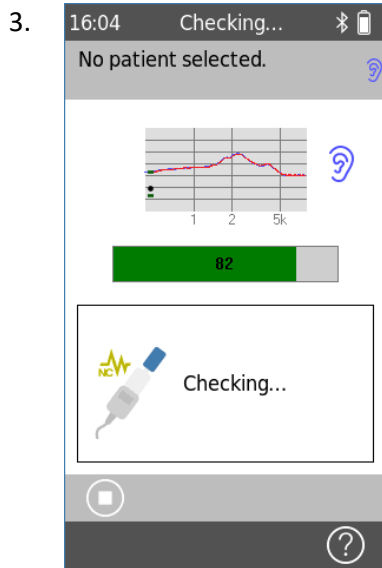 3.
16:04 Checking...
No patient selected.
1 2 5k
82
NC
Checking...
?